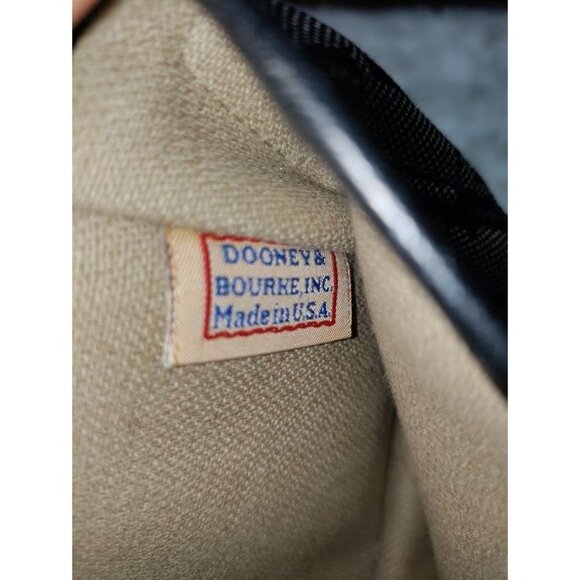 DOONEY &
BOURKE, INC.
Made in U.S.A.